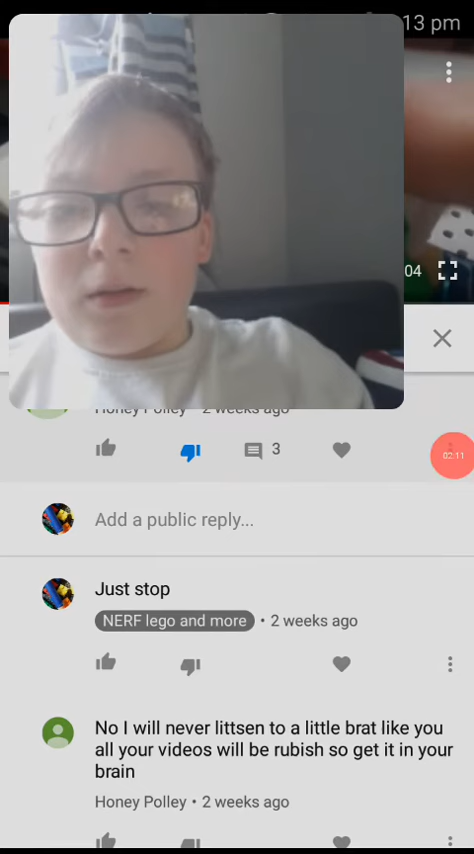 13 pm
04
Honey Polley 2 weeks ago
3
02:11
Add a public reply...
Just stop
NERF lego and more • 2 weeks ago
No I will never littsen to a little brat like you
all your videos will be rubish so get it in your
brain
Honey Polley • 2 weeks ago